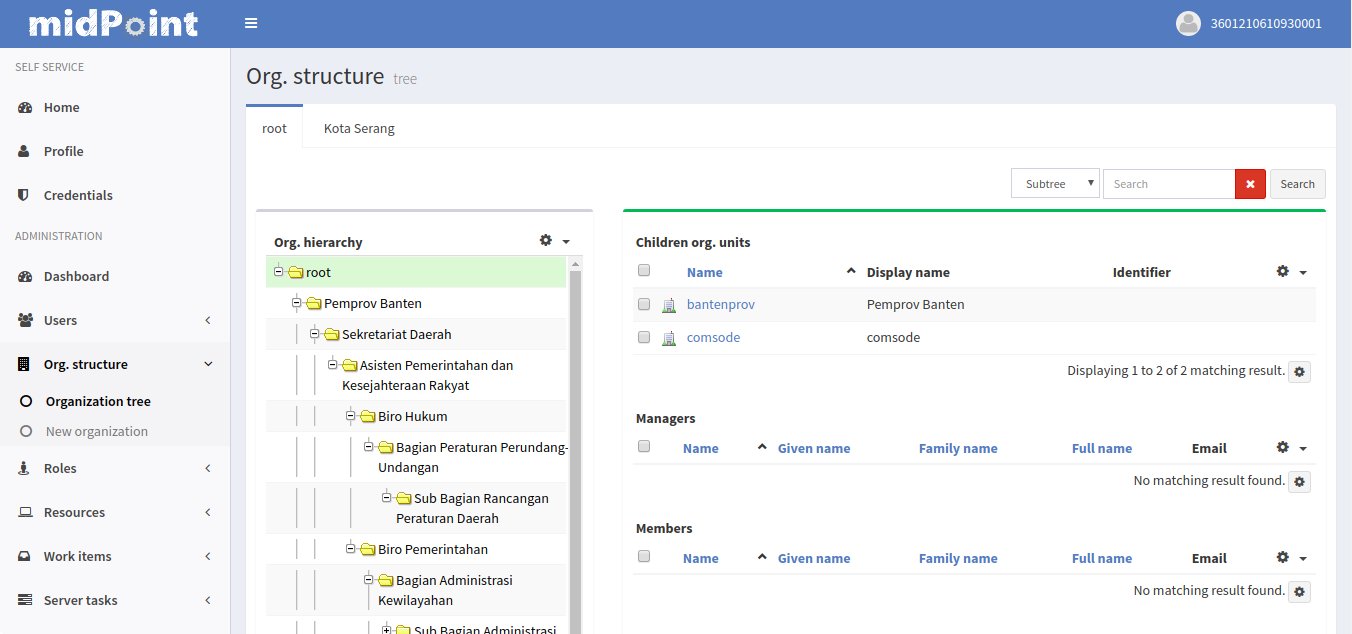 midPoint
3601210610930001
SELF SERVICE
Home
Profile
Credentials
ADMINISTRATION
Dashboard
Users
Org. structure
Organization tree
New organization
Roles
Resources
Work items
Server tasks
Org. structure tree
root
Kota Serang
Subtree
Search
Search
Org. hierarchy
root
Pemprov Banten
Sekretariat Daerah
Asisten Pemerintahan dan
Kesejahteraan Rakyat
Biro Hukum
Bagian Peraturan Perundang-
Undangan
Sub Bagian Rancangan
Peraturan Daerah
Biro Pemerintahan
Bagian Administrasi
Kewilayahan
Sub Bagian Administrasi
Children org. units
Name Display name Identifier
bantenprov Pemprov Banten
comsode comsode
Displaying 1 to 2 of 2 matching result.
Managers
Name Given name Family name Full name Email
No matching result found.
Members
Name Given name Family name Full name Email
No matching result found.